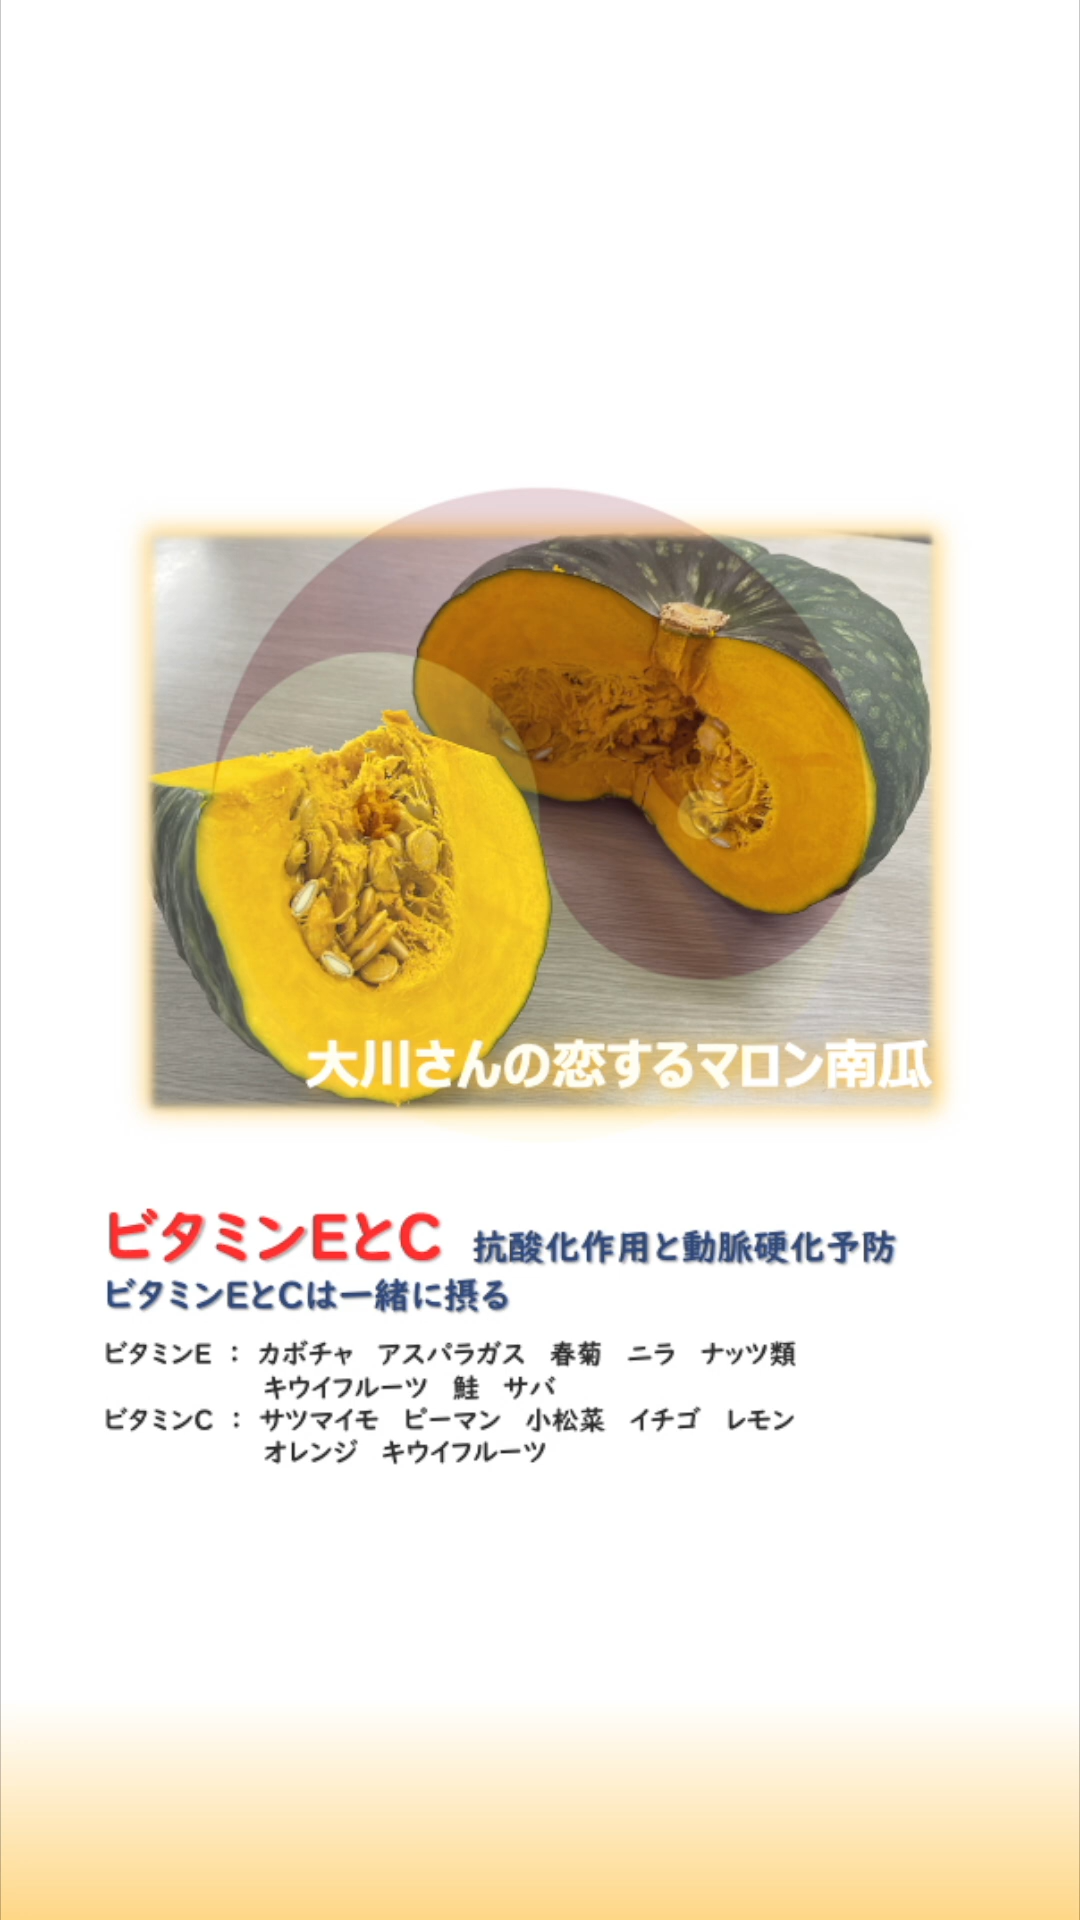 大川さんの恋するマロン南瓜
ビタミンEとC 抗酸化作用と動脈硬化予防
ビタミンEとCは一緒に摂る
ビタミンE ： カボチャ アスパラガス 春菊 ニラ ナッツ類
キウイフルーツ 鮭 サバ
ビタミンC ： サツマイモ ピーマン 小松菜 イチゴ レモン
オレンジ キウイフルーツ